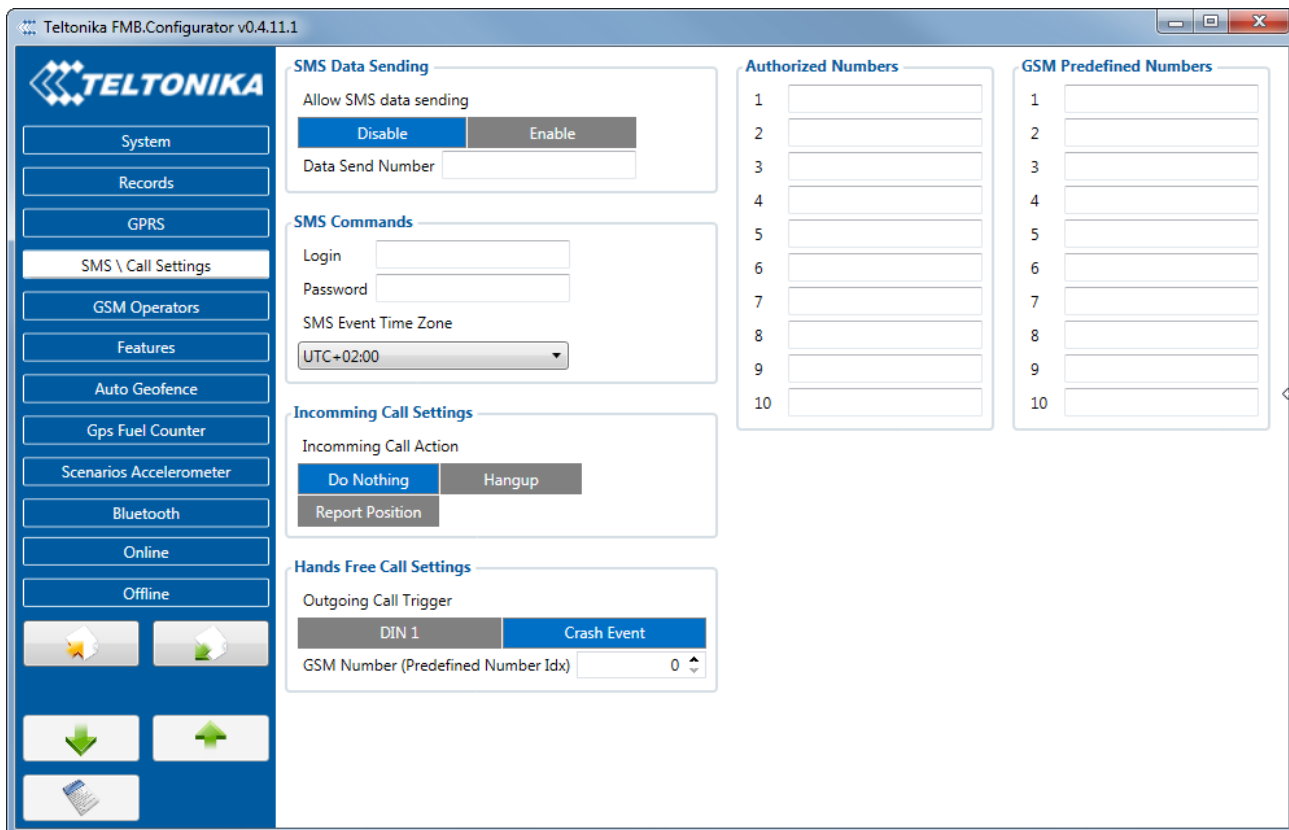 Teltonika FMB.Configurator v0.4.11.1
TELTONIKA
System
Records
GPRS
SMS \ Call Settings
GSM Operators
Features
Auto Geofence
Gps Fuel Counter
Scenarios Accelerometer
Bluetooth
Online
Offline
SMS Data Sending
Allow SMS data sending
Disable Enable
Data Send Number
SMS Commands
Login
Password
SMS Event Time Zone
UTC+02:00
Incomming Call Settings
Incomming Call Action
Do Nothing Hangup
Report Position
Hands Free Call Settings
Outgoing Call Trigger
DIN 1 Crash Event
GSM Number (Predefined Number Idx) 0
Authorized Numbers
1
2
3
4
5
6
7
8
9
10
GSM Predefined Numbers
1
2
3
4
5
6
7
8
9
10